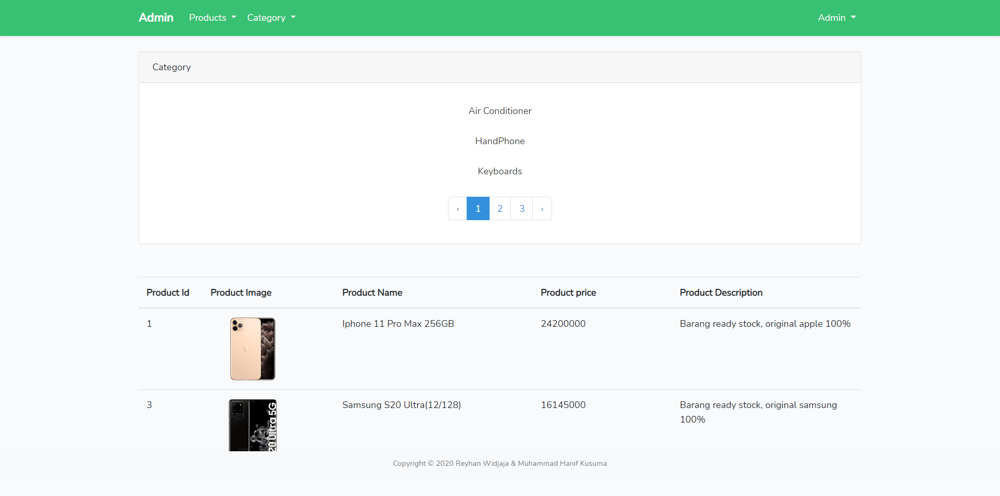 Admin Products Category Admin
Category
Air Conditioner
HandPhone
Keyboards
‹ 1 2 3 ›
Product Id Product Image Product Name Product price Product Description
1 Iphone 11 Pro Max 256GB 24200000 Barang ready stock, original apple 100%
3 Samsung S20 Ultra(12/128) 16145000 Barang ready stock, original samsung
100%
20 Ultra 5G
Copyright © 2020 Reyhan Widjaja & Muhammad Hanif Kusuma